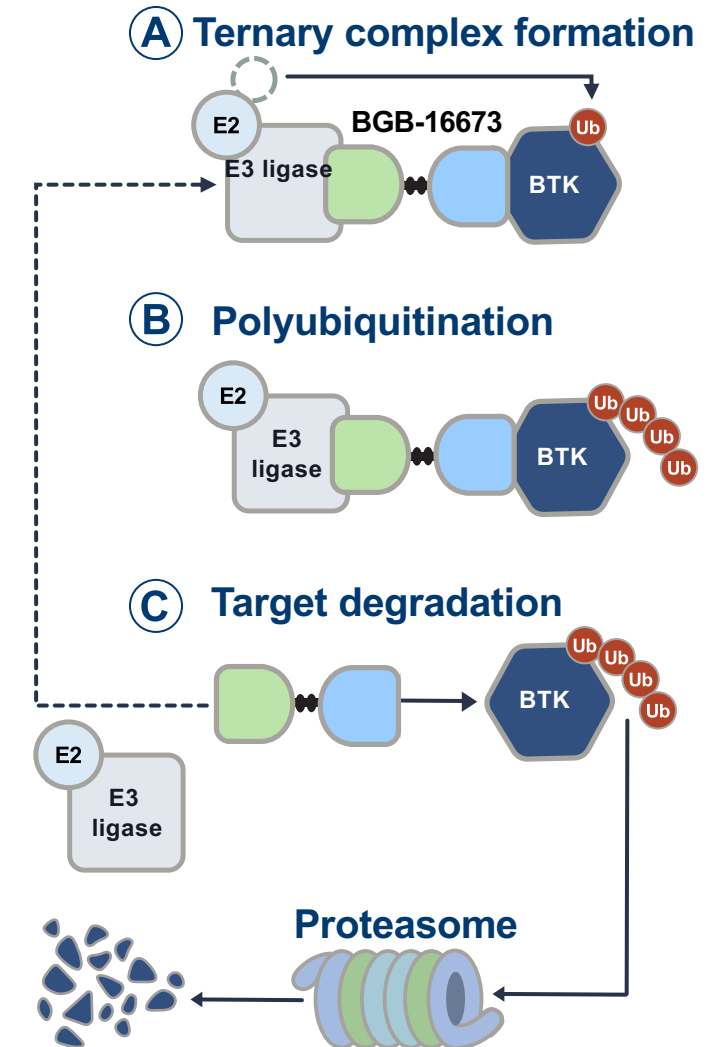 A Ternary complex formation
E2
BGB-16673
Ub
E3 ligase
BTK
B Polyubiquitination
E2
Ub
Ub
Ub
Ub
E3
ligase
BTK
C Target degradation
Ub
Ub
Ub
Ub
BTK
E2
E3
ligase
Proteasome